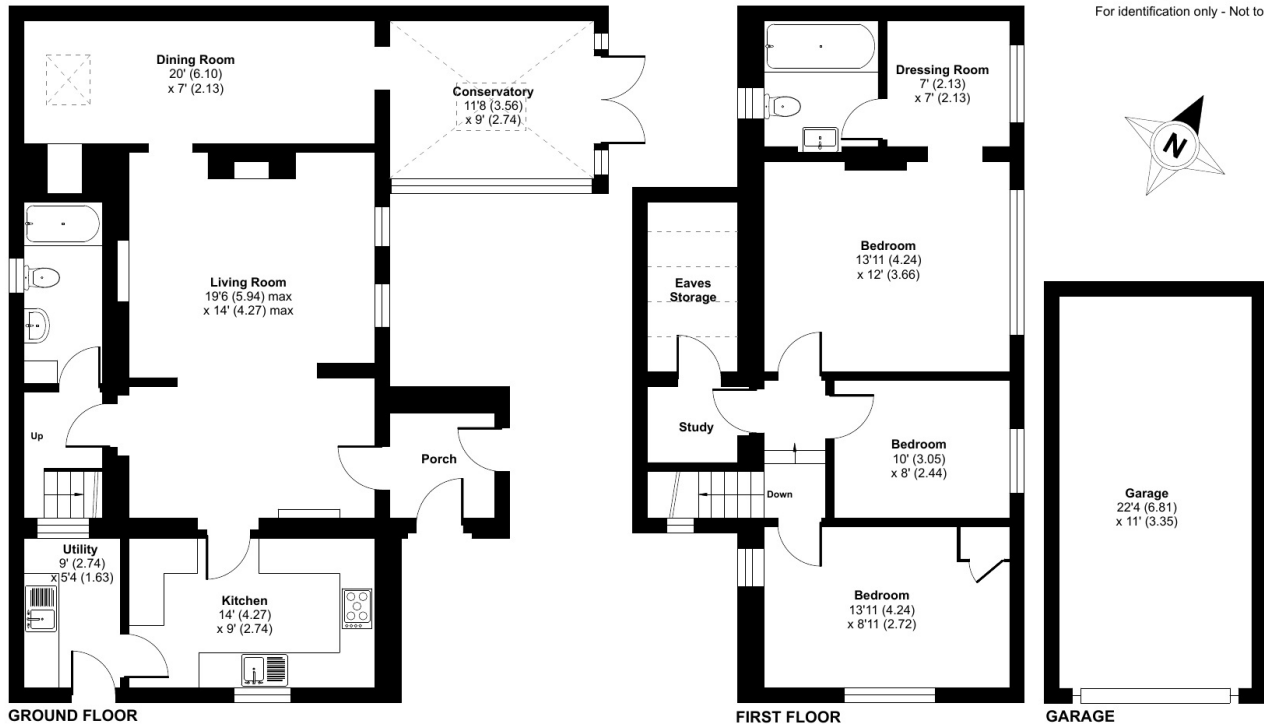 For identification only - Not to
Dining Room
20' (6.10)
x 7' (2.13)
Conservatory
11'8 (3.56)
x 9' (2.74)
Living Room
19'6 (5.94) max
x 14' (4.27) max
Up
Porch
Utility
9' (2.74)
x 5'4 (1.63)
Kitchen
14' (4.27)
x 9' (2.74)
GROUND FLOOR
Dressing Room
7' (2.13)
x 7' (2.13)
Bedroom
13'11 (4.24)
x 12' (3.66)
Eaves
Storage
Study
Bedroom
10' (3.05)
x 8' (2.44)
Down
Bedroom
13'11 (4.24)
x 8'11 (2.72)
FIRST FLOOR
N
Garage
22'4 (6.81)
x 11' (3.35)
GARAGE